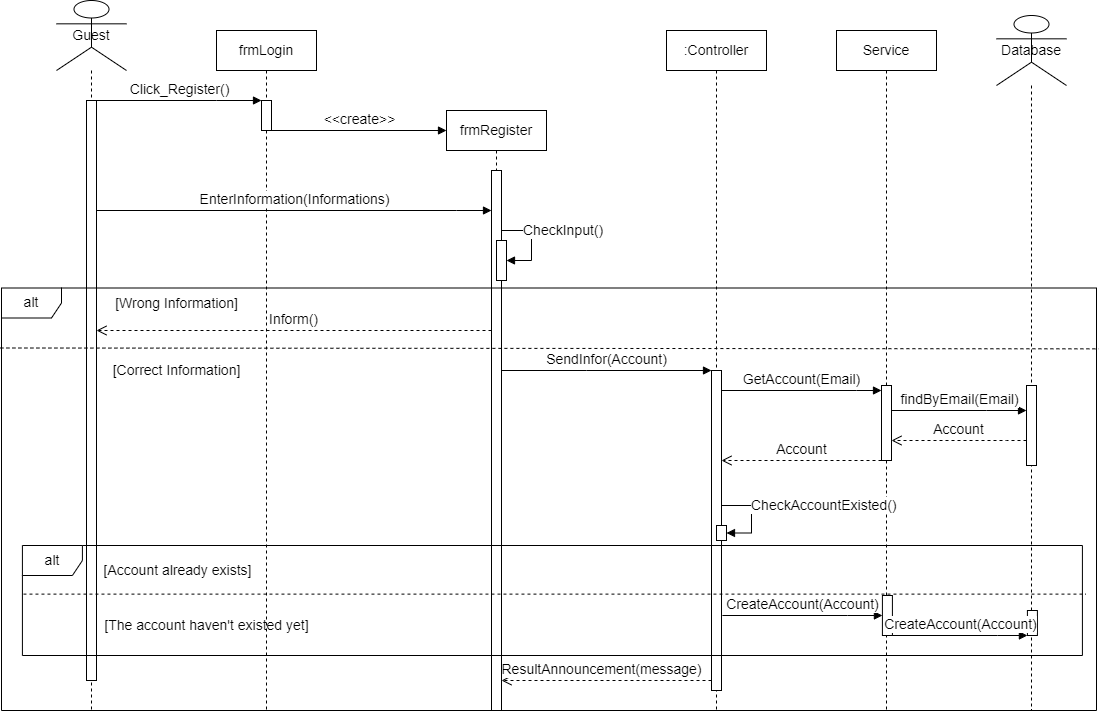 Guest
frmLogin
:Controller
Service
Database
Click_Register()
<<create>>
frmRegister
EnterInformation(Informations)
CheckInput()
alt
[Wrong Information]
Inform()
[Correct Information]
SendInfor(Account)
GetAccount(Email)
findByEmail(Email)
Account
Account
CheckAccountExisted()
alt
[Account already exists]
CreateAccount(Account)
[The account haven't existed yet]
CreateAccount(Account)
ResultAnnouncement(message)